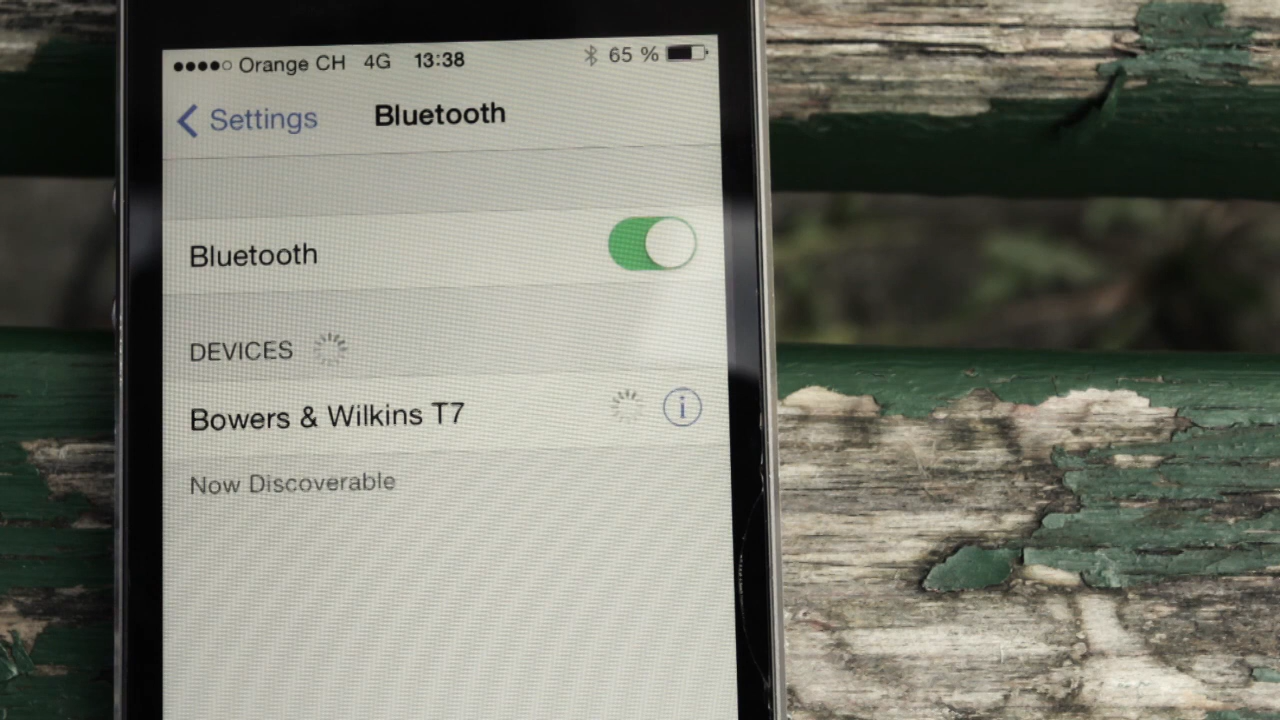 Orange CH 4G 13:38 65 %
Settings Bluetooth
Bluetooth
DEVICES
Bowers & Wilkins T7
Now Discoverable